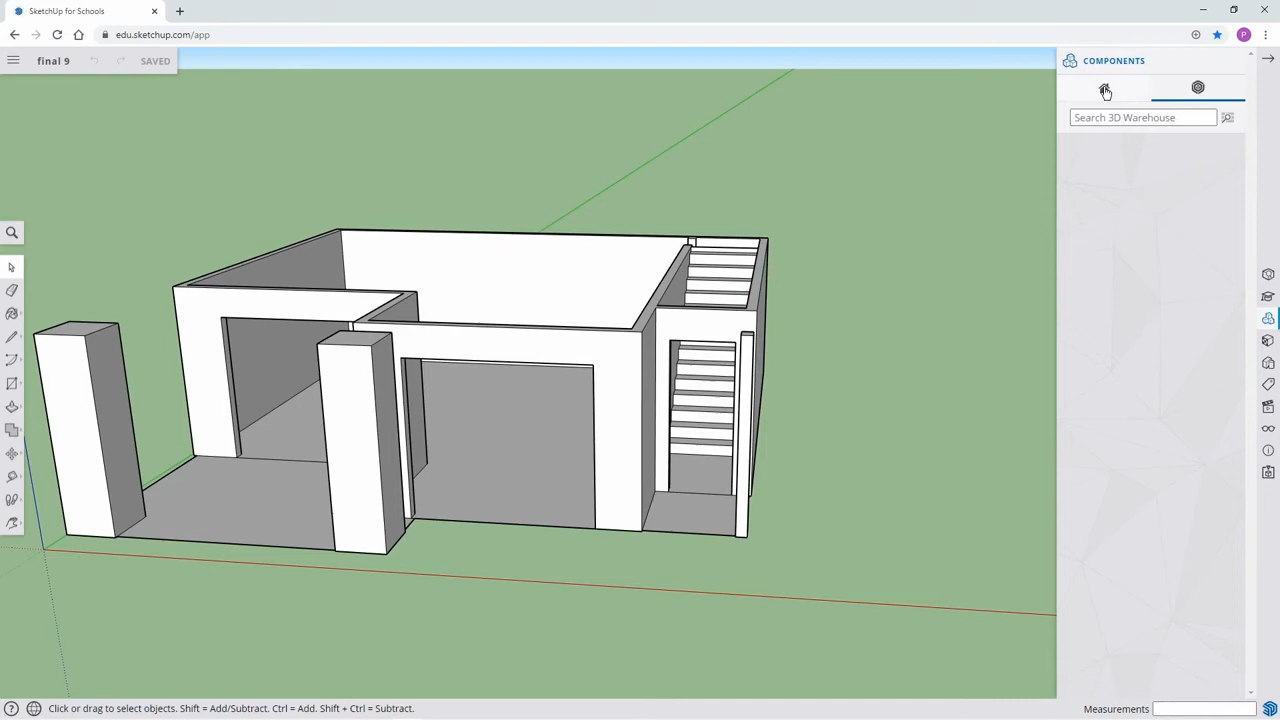 SketchUp for Schools
edu.sketchup.com/app
P
final 9
SAVED
COMPONENTS
Search 3D Warehouse
Click or drag to select objects. Shift = Add/Subtract. Ctrl = Add. Shift + Ctrl = Subtract.
Measurements